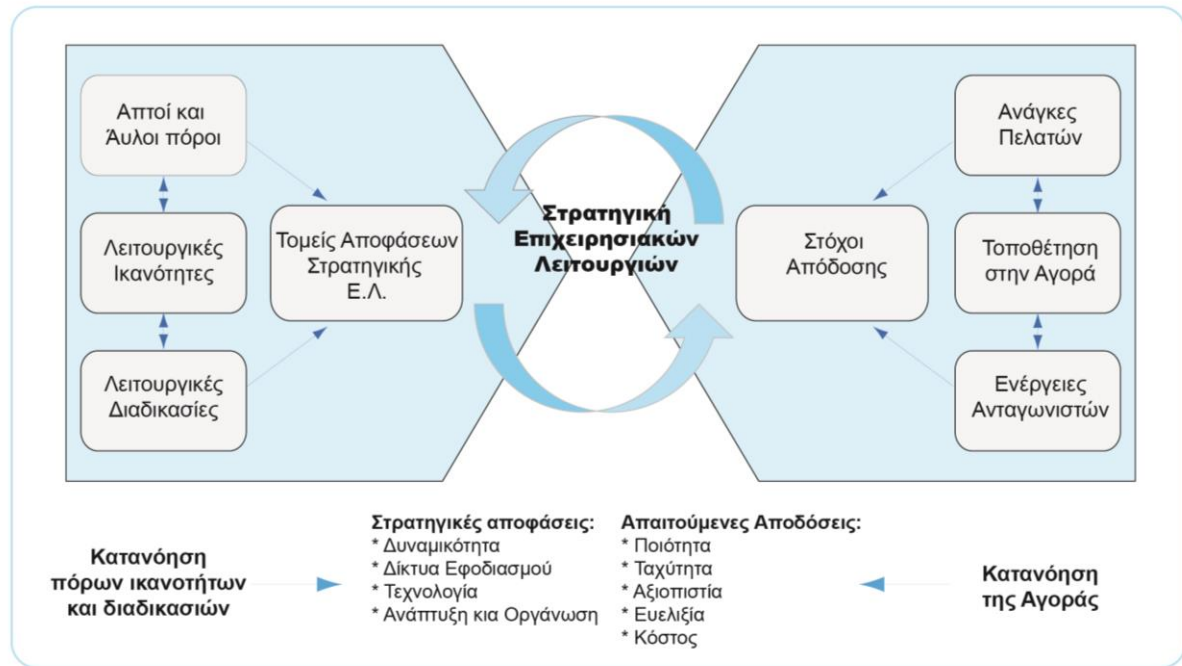 Απτοί και
Άυλοι πόροι
Λειτουργικές
Ικανότητες
Λειτουργικές
Διαδικασίες
Τομείς Αποφάσεων
Στρατηγικής
Ε.Λ.
Στρατηγική
Επιχειρησιακών
Λειτουργιών
Στόχοι
Απόδοσης
Ανάγκες
Πελατών
Τοποθέτηση
στην Αγορά
Ενέργειες
Ανταγωνιστών
Κατανόηση
πόρων ικανοτήτων
και διαδικασιών
Στρατηγικές αποφάσεις:
* Δυναμικότητα
* Δίκτυα Εφοδιασμού
* Τεχνολογία
* Ανάπτυξη κια Οργάνωση
Απαιτούμενες Αποδόσεις:
* Ποιότητα
* Ταχύτητα
* Αξιοπιστία
* Ευελιξία
* Κόστος
Κατανόηση
της Αγοράς